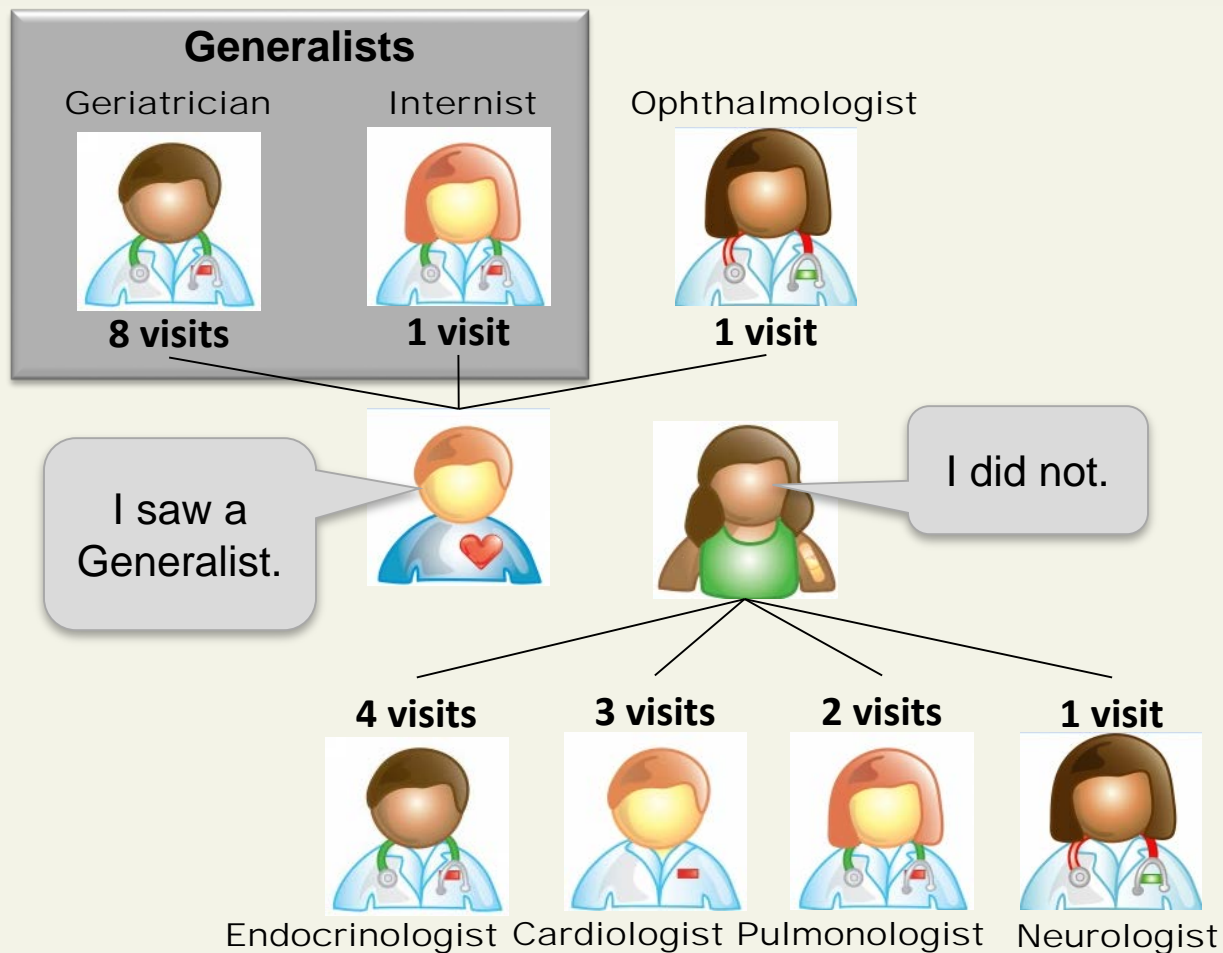 Generalists
Geriatrician Internist Ophthalmologist
8 visits 1 visit 1 visit
I saw a
Generalist.
I did not.
4 visits 3 visits 2 visits 1 visit
Endocrinologist Cardiologist Pulmonologist Neurologist